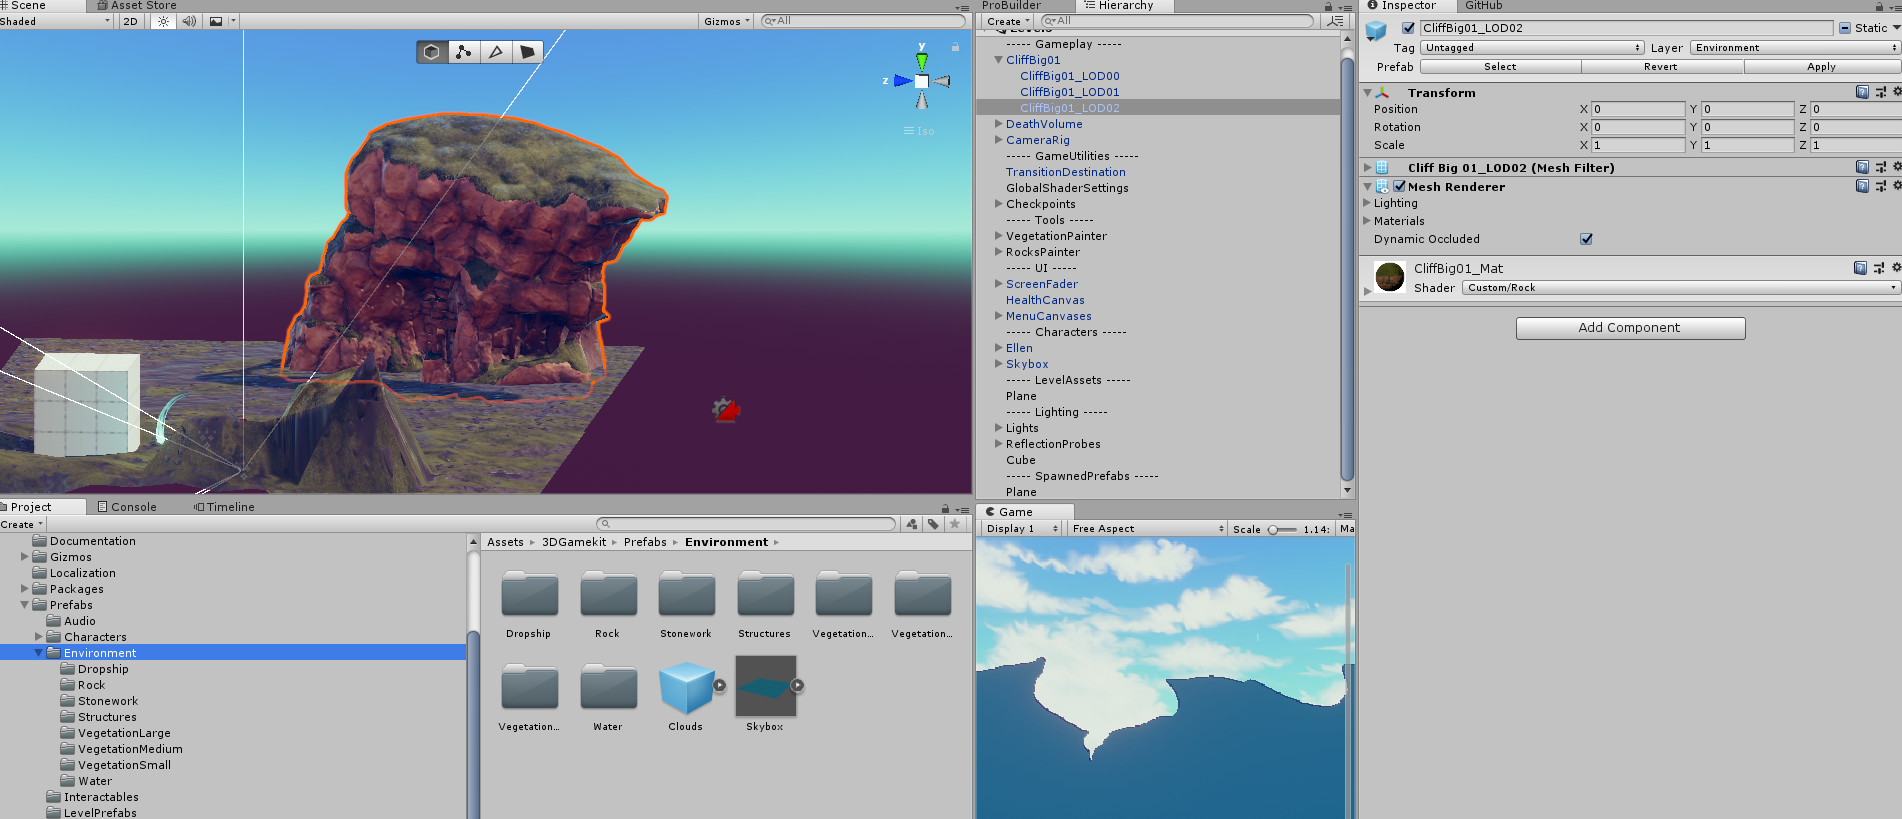 Scene
Asset Store
Shaded
2D
Gizmos
All
y
z
Iso
Project
Console
Timeline
Create
Documentation
Gizmos
Localization
Packages
Prefabs
Audio
Characters
Environment
Dropship
Rock
Stonework
Structures
VegetationLarge
VegetationMedium
VegetationSmall
Water
Interactables
LevelPrefabs
Assets
3DGamekit
Prefabs
Environment
Dropship
Rock
Stonework
Structures
Vegetation...
Vegetation...
Vegetation...
Water
Clouds
Skybox
ProBuilder
Hierarchy
Create
All
----- Gameplay -----
CliffBig01
CliffBig01_LOD00
CliffBig01_LOD01
CliffBig01_LOD02
DeathVolume
CameraRig
----- GameUtilities -----
TransitionDestination
GlobalShaderSettings
Checkpoints
----- Tools -----
VegetationPainter
RocksPainter
----- UI -----
ScreenFader
HealthCanvas
MenuCanvases
----- Characters -----
Ellen
Skybox
----- LevelAssets -----
Plane
----- Lighting -----
Lights
ReflectionProbes
Cube
----- SpawnedPrefabs -----
Plane
Game
Display 1
Free Aspect
Scale
1.14:
Ma
Inspector
GitHub
CliffBig01_LOD02
Static
Tag
Untagged
Layer
Environment
Prefab
Select
Revert
Apply
Transform
Position
X 0
Y 0
Z 0
Rotation
X 0
Y 0
Z 0
Scale
X 1
Y 1
Z 1
Cliff Big 01_LOD02 (Mesh Filter)
Mesh Renderer
Lighting
Materials
Dynamic Occluded
CliffBig01_Mat
Shader
Custom/Rock
Add Component